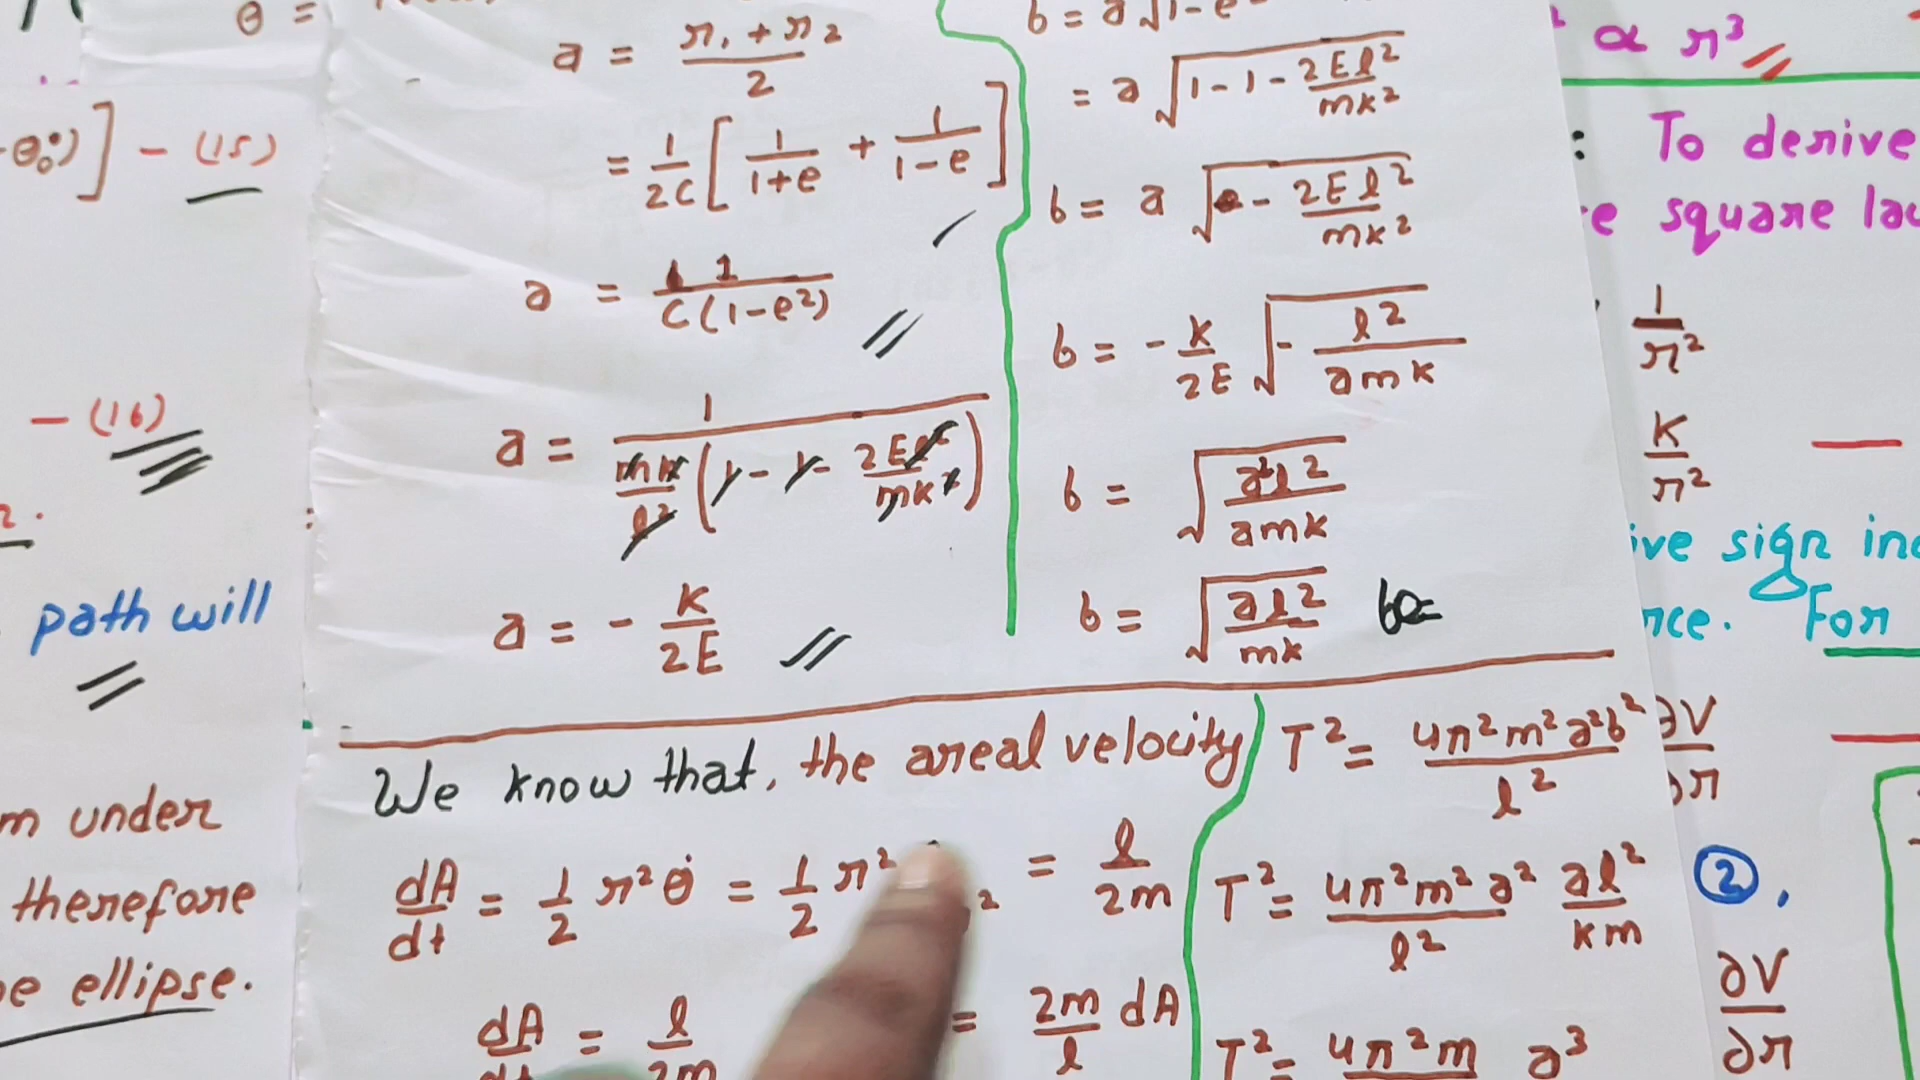 θ =
θ₀°)] - (15)
- (16)
2.
path will
m under
therefore
be ellipse.
a = (r₁ + r₂)/2
= 1/2C [1/(1+e) + 1/(1-e)]
a = 1/(C(1-e²))
a = 1/(mk/l² (1 - 1 - 2El²/mk²))
a = - k/2E
b = a √1-e
= a √(1 - 1 - 2El²/mk²)
b = a √(- 2El²/mk²)
b = - k/2E √(- l²/amk)
b = √(a²l²/amk)
b = √(al²/mk)
We know that, the areal velocity
dA/dt = 1/2 r²θ̇ = 1/2 r² = l/2m
dA/dt = l/2m = 2m/l dA
T² = 4π²m²a²b²/l²
T² = 4π²m²a²/l² al²/km
T² = 4π²m a³
∝ r³
: To derive
square law
1/r²
K/r²
sign
For
∂V/∂r
②,
∂V/∂r